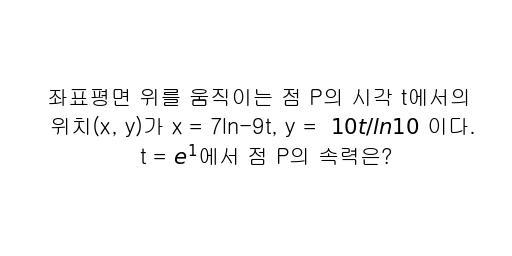 좌표평면 위를 움직이는 점 P의 시각 t에서의
위치(x, y)가 x = 7ln-9t, y = 10t/ln10 이다.
t = e¹에서 점 P의 속력은?